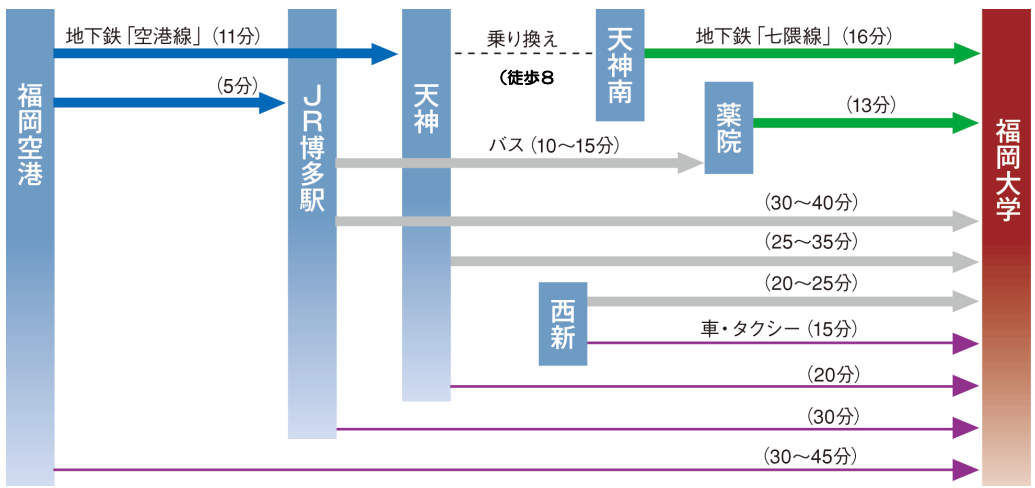 地下鉄「空港線」(11分)
乗り換え
(徒歩8
地下鉄「七隈線」(16分)
(5分)
(13分)
福岡空港
JR博多駅
天神
天神南
薬院
福岡大学
バス(10〜15分)
(30〜40分)
(25〜35分)
(20〜25分)
西新
車・タクシー(15分)
(20分)
(30分)
(30〜45分)